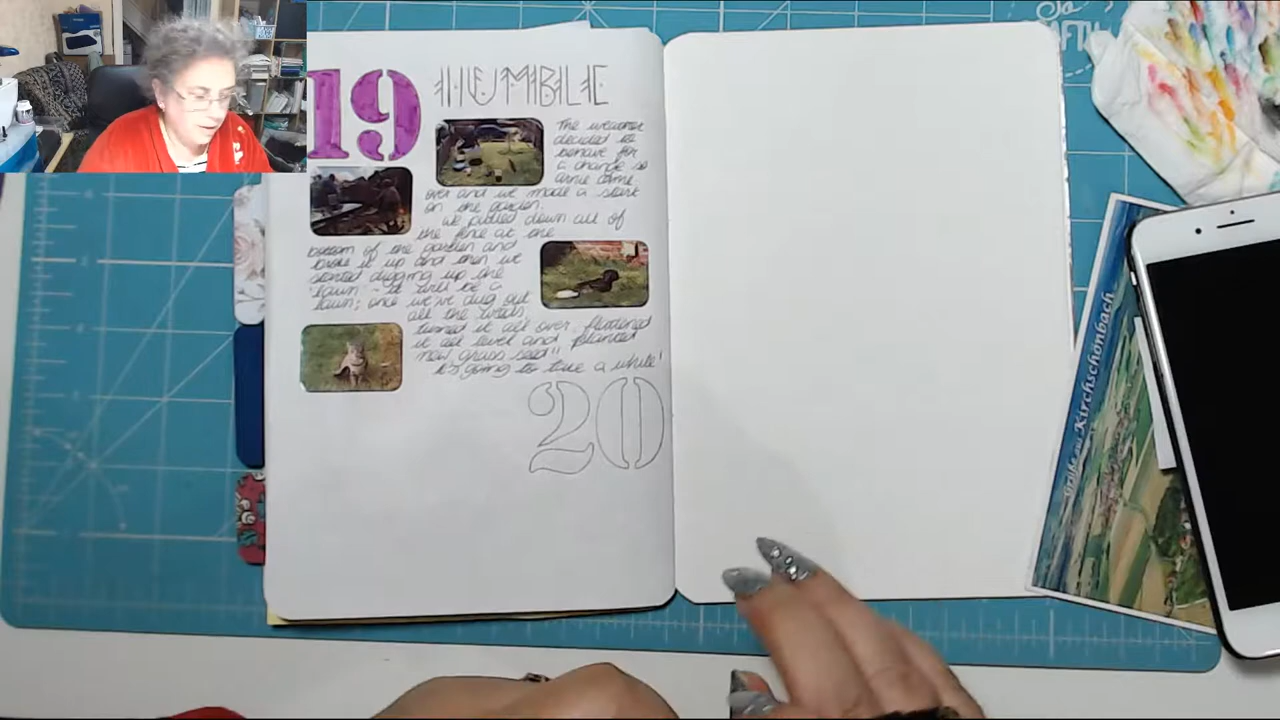 19 HUMBLE
The weather
decided to
behave for
a change so
arnie came
over and we made a start
on the garden.
we pulled down all of
the fence at the
bottom of the garden and
broke it up and then we
started digging up the
lawn - it will be a
lawn; once we've dug out
all the weeds,
turned it all over, flattened
it all level and planted
new grass seed!!
It's going to take a while!
20
Grüße aus Kirchschönbach